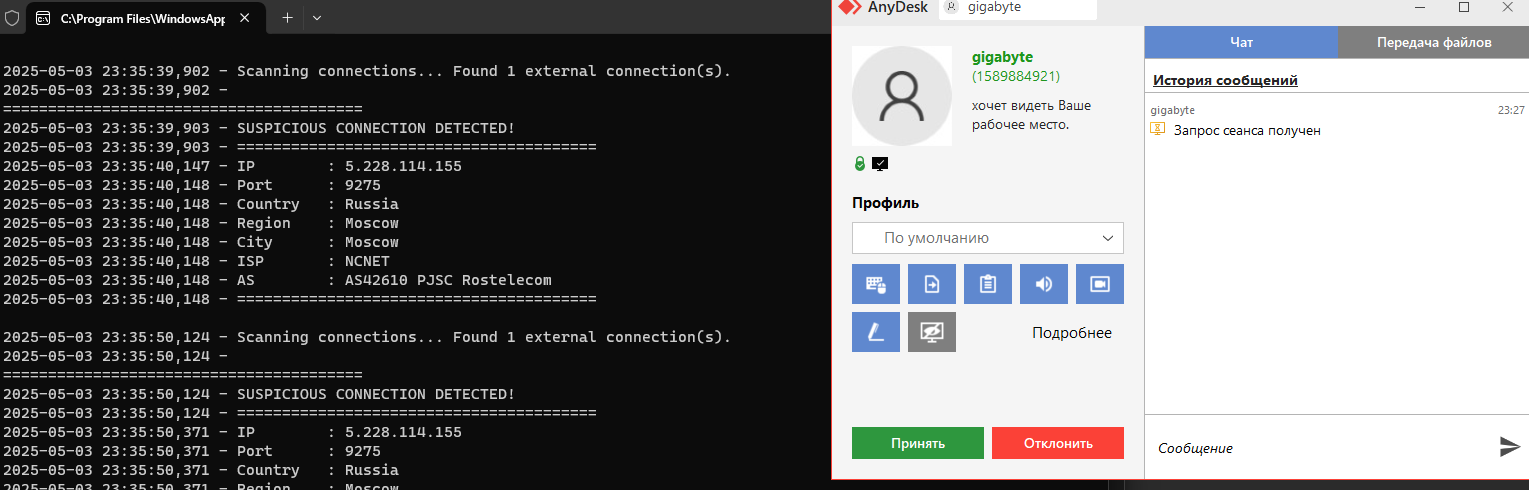 C:\Program Files\WindowsApp
2025-05-03 23:35:39,902 - Scanning connections... Found 1 external connection(s).
2025-05-03 23:35:39,902 -
========================================
2025-05-03 23:35:39,903 - SUSPICIOUS CONNECTION DETECTED!
2025-05-03 23:35:39,903 - ========================================
2025-05-03 23:35:40,147 - IP : 5.228.114.155
2025-05-03 23:35:40,148 - Port : 9275
2025-05-03 23:35:40,148 - Country : Russia
2025-05-03 23:35:40,148 - Region : Moscow
2025-05-03 23:35:40,148 - City : Moscow
2025-05-03 23:35:40,148 - ISP : NCNET
2025-05-03 23:35:40,148 - AS : AS42610 PJSC Rostelecom
2025-05-03 23:35:40,148 - ========================================
2025-05-03 23:35:50,124 - Scanning connections... Found 1 external connection(s).
2025-05-03 23:35:50,124 -
========================================
2025-05-03 23:35:50,124 - SUSPICIOUS CONNECTION DETECTED!
2025-05-03 23:35:50,124 - ========================================
2025-05-03 23:35:50,371 - IP : 5.228.114.155
2025-05-03 23:35:50,371 - Port : 9275
2025-05-03 23:35:50,371 - Country : Russia
2025-05-03 23:35:50,371 - Region : Moscow
AnyDesk
gigabyte
gigabyte
(1589884921)
хочет видеть Ваше
рабочее место.
Профиль
По умолчанию
Подробнее
Принять
Отклонить
Чат
Передача файлов
История сообщений
gigabyte 23:27
Запрос сеанса получен
Сообщение